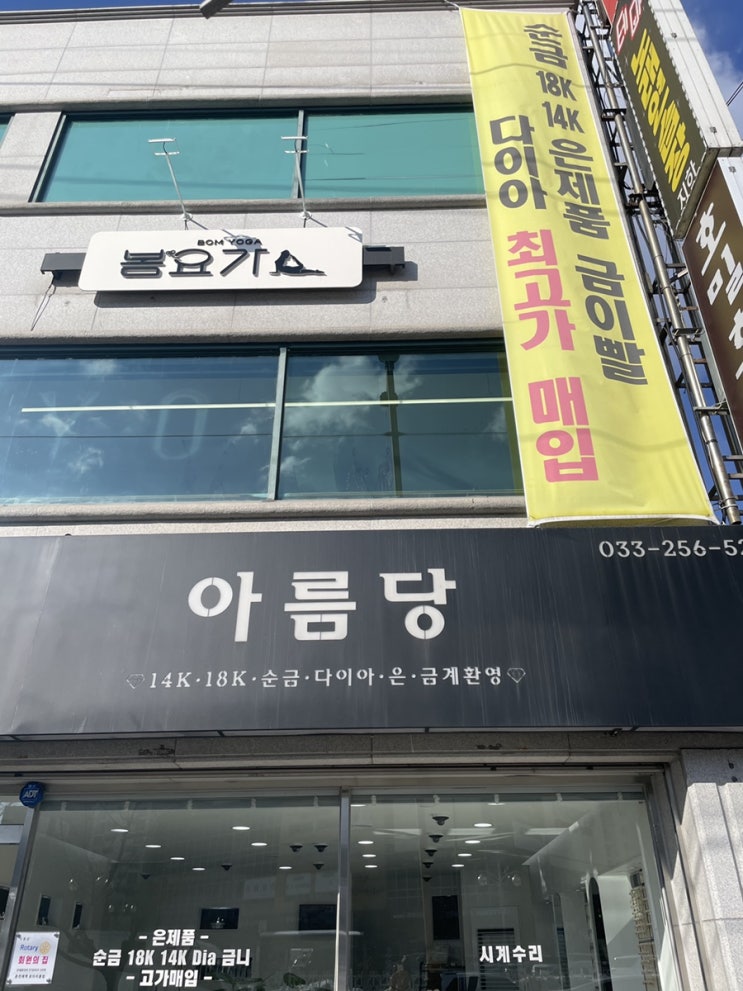 순금 18K 14K 은제품 금이빨
다이아 최고가 매입
BOM YOGA
봄요가
033-256-52
아름당
14K·18K·순금·다이아·은·금계환영
ADT
Rotary
회원의 집
- 은제품 -
순금 18K 14K Dia 금니
- 고가매입 -
시계수리